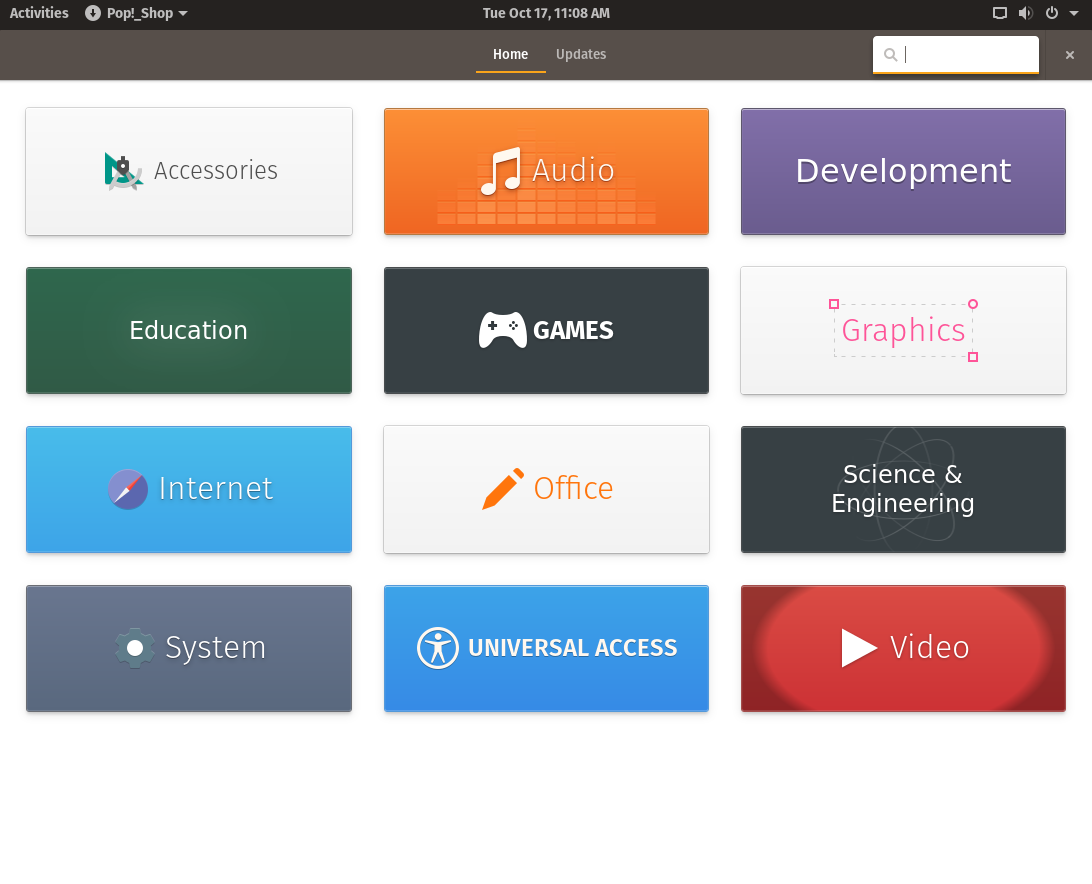 Activities Pop!_Shop Tue Oct 17, 11:08 AM
Home Updates
Accessories Audio Development
Education GAMES Graphics
Internet Office Science &
Engineering
System UNIVERSAL ACCESS Video